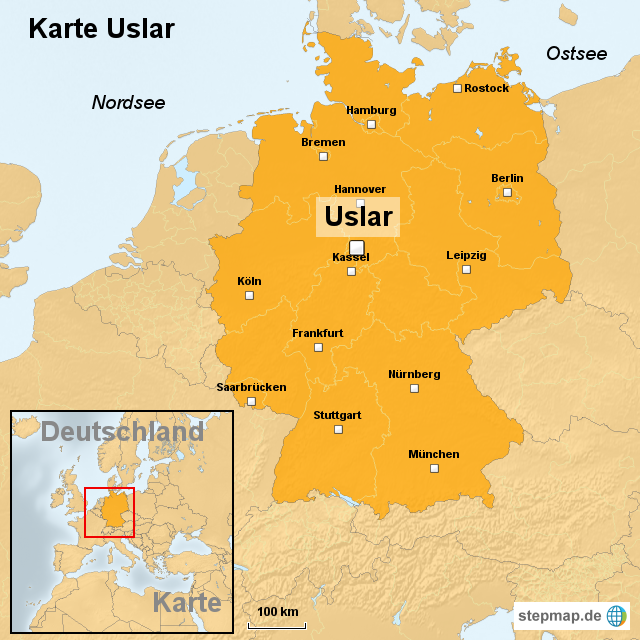 Karte Uslar
Ostsee
Nordsee
Rostock
Hamburg
Bremen
Berlin
Hannover
Uslar
Kassel
Leipzig
Köln
Frankfurt
Nürnberg
Saarbrücken
Stuttgart
München
Deutschland
Karte
100 km
stepmap.de